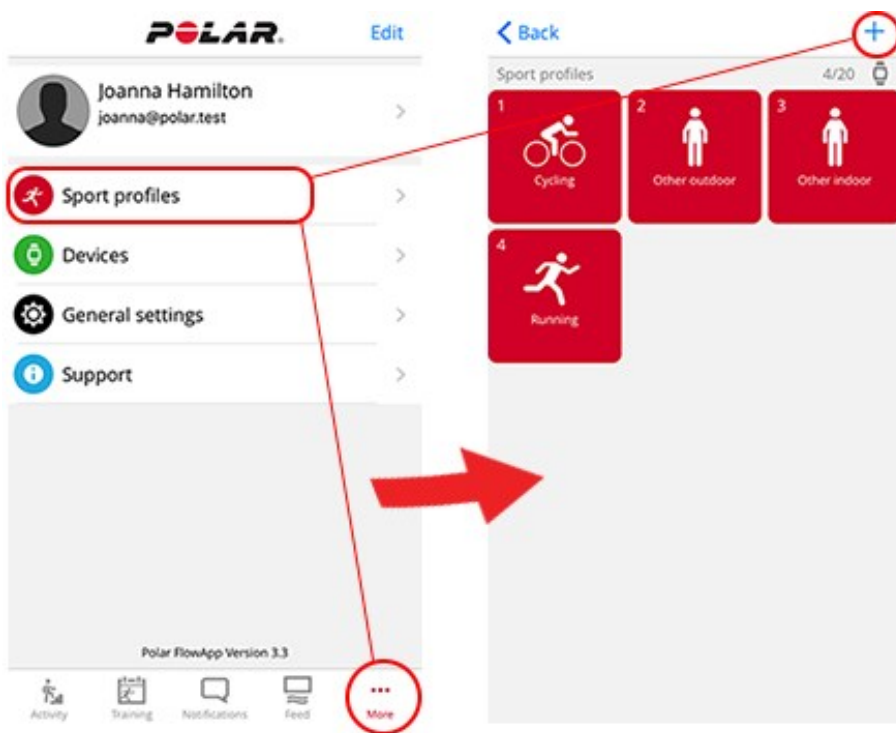 POLAR.
Edit
Joanna Hamilton
joanna@polar.test
Sport profiles
Devices
General settings
Support
Polar FlowApp Version 3.3
Activity
Training
Notifications
Feed
More
Back
+
Sport profiles
4/20
1
Cycling
2
Other outdoor
3
Other indoor
4
Running